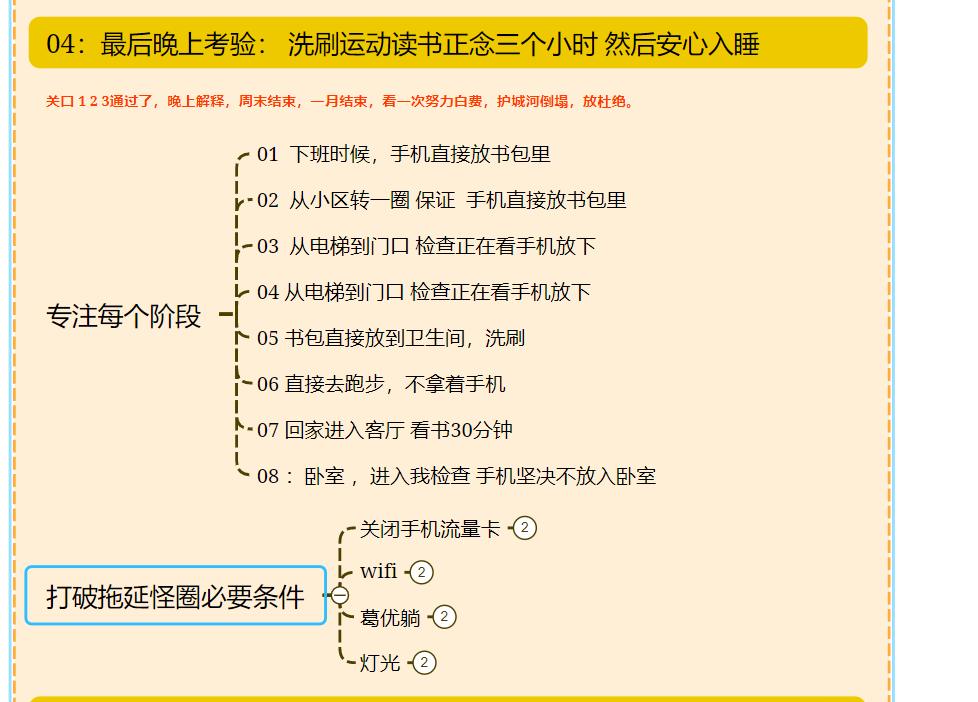 04：最后晚上考验： 洗刷运动读书正念三个小时 然后安心入睡
关口 1 2 3通过了，晚上解释，周末结束，一月结束，看一次努力白费，护城河倒塌，放杜绝。
01 下班时候，手机直接放书包里
02 从小区转一圈 保证 手机直接放书包里
03 从电梯到门口 检查正在看手机放下
专注每个阶段
04 从电梯到门口 检查正在看手机放下
05 书包直接放到卫生间，洗刷
06 直接去跑步，不拿着手机
07 回家进入客厅 看书30分钟
08 ：卧室 ，进入我检查 手机坚决不放入卧室
打破拖延怪圈必要条件
关闭手机流量卡 2
wifi 2
葛优躺 2
灯光 2